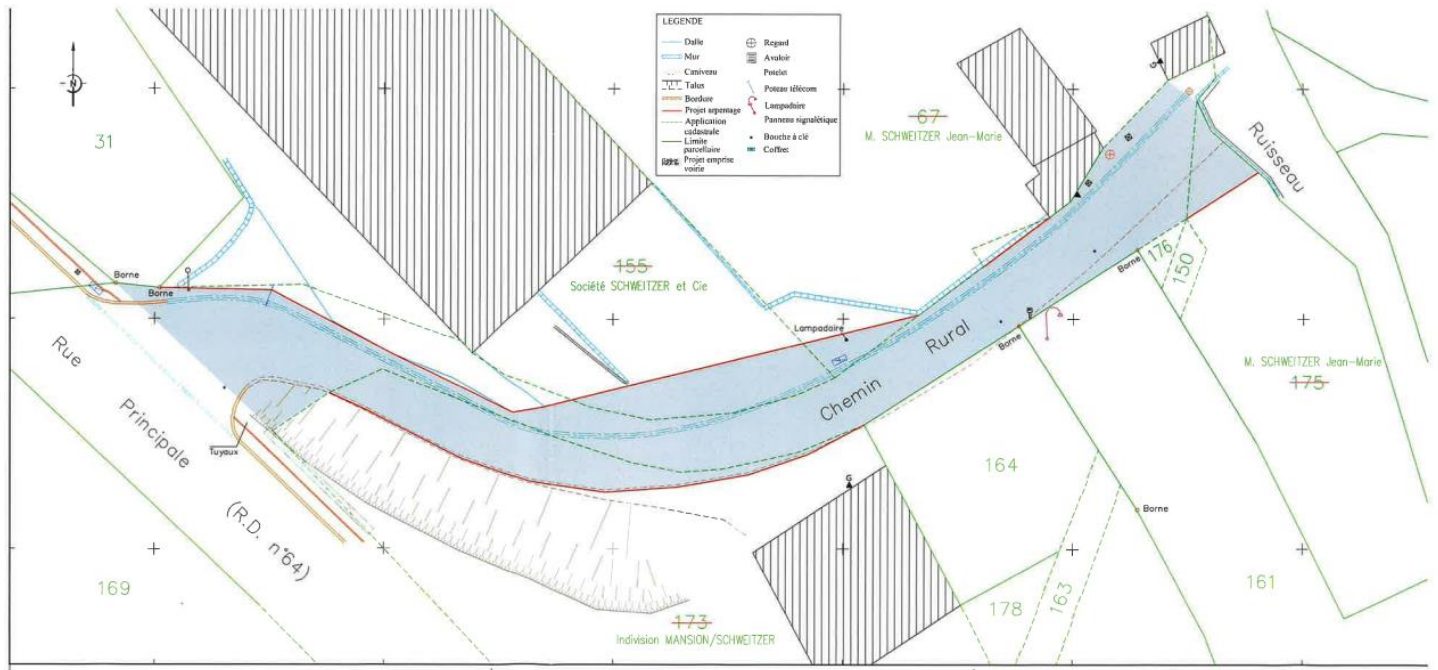 LEGENDE
Dalle
Mur
Caniveau
Talus
Bordure
Projet arpentage
Application
cadastrale
Limite
parcellaire
Projet emprise
voirie
Regard
Avaloir
Potelet
Poteau télécom
Lampadaire
Panneau signalétique
Bouche à clé
Coffret
N
31
67
M. SCHWEITZER Jean-Marie
G
Ruisseau
155
Société SCHWEITZER et Cie
Borne
Borne
Lampadaire
Chemin Rural
Borne
Borne
176
150
M. SCHWEITZER Jean-Marie
175
Rue Principale (R.D. n°64)
Tuyaux
G
164
Borne
169
173
Indivision MANSION/SCHWEITZER
178
163
161